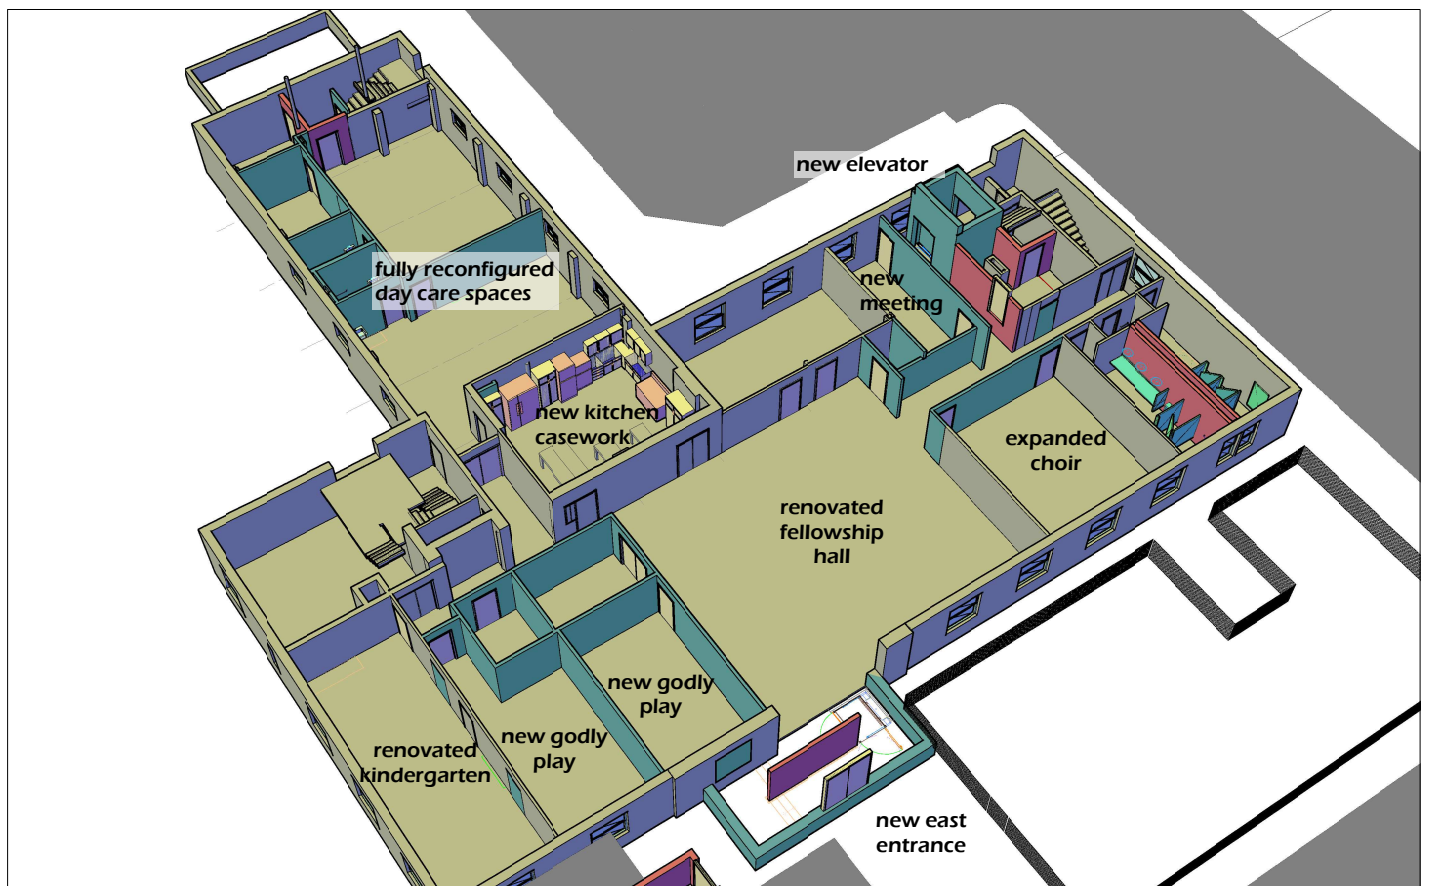 new elevator
fully reconfigured
day care spaces
new
meeting
new kitchen
casework
expanded
choir
renovated
fellowship
hall
new godly
play
new godly
play
renovated
kindergarten
new east
entrance